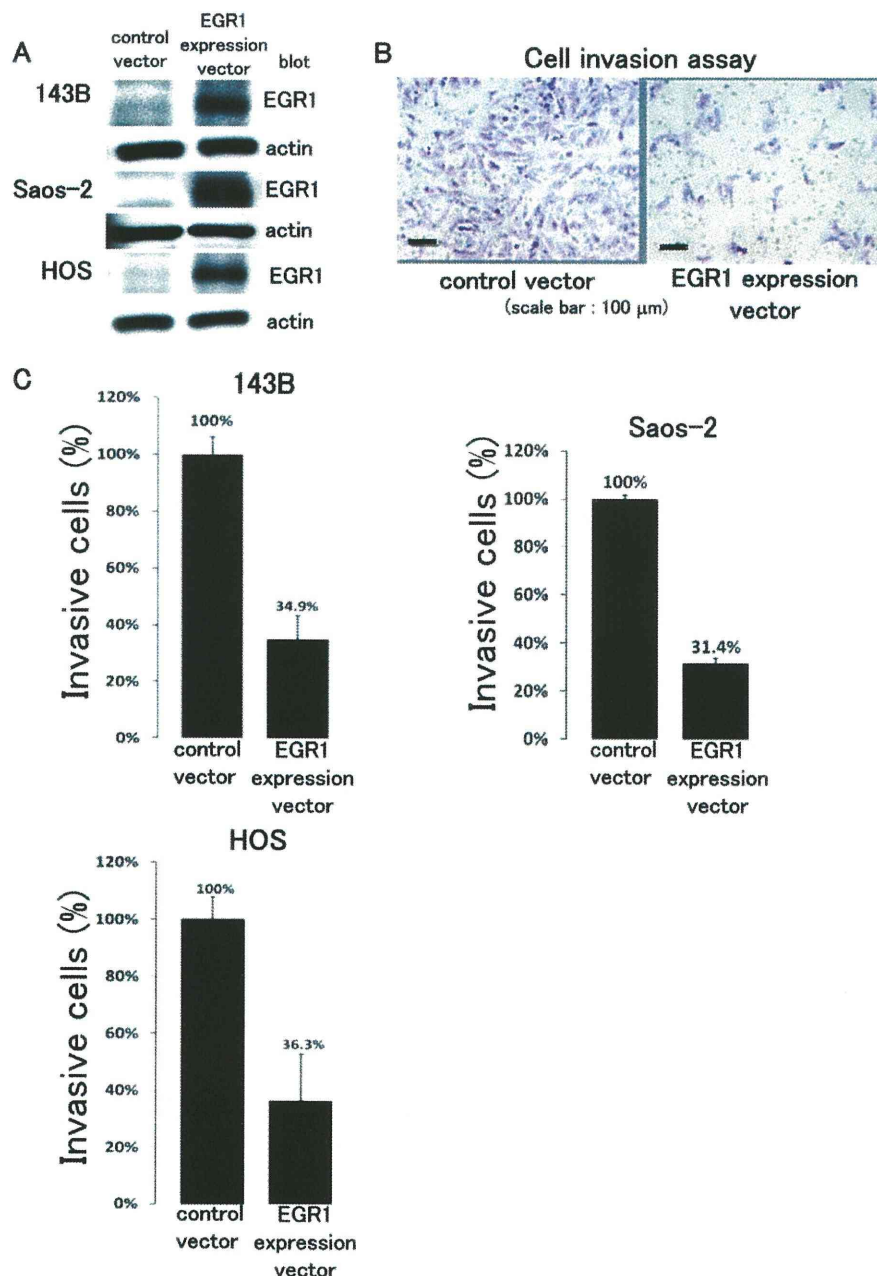 A
control
vector
EGR1
expression
vector
blot
143B
EGR1
actin
Saos-2
EGR1
actin
HOS
EGR1
actin
B
Cell invasion assay
control vector
(scale bar : 100 μm)
EGR1 expression
vector
C
143B
Invasive cells (%)
120%
100%
80%
60%
40%
20%
0%
100%
34.9%
control
vector
EGR1
expression
vector
Saos-2
Invasive cells (%)
120%
100%
80%
60%
40%
20%
0%
100%
31.4%
control
vector
EGR1
expression
vector
HOS
Invasive cells (%)
120%
100%
80%
60%
40%
20%
0%
100%
36.3%
control
vector
EGR1
expression
vector